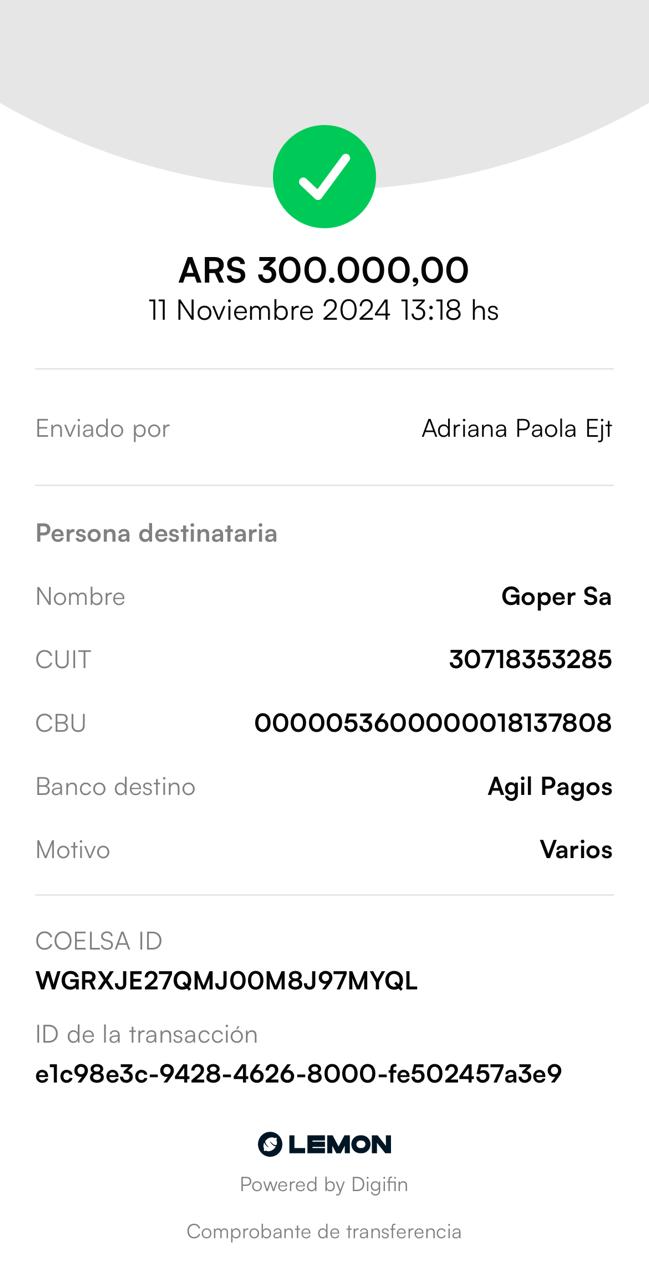 ARS 300.000,00
11 Noviembre 2024 13:18 hs
Enviado por Adriana Paola Ejt
Persona destinataria
Nombre Goper Sa
CUIT 30718353285
CBU 0000053600000018137808
Banco destino Agil Pagos
Motivo Varios
COELSA ID
WGRXJE27QMJ00M8J97MYQL
ID de la transacción
e1c98e3c-9428-4626-8000-fe502457a3e9
LEMON
Powered by Digifin
Comprobante de transferencia